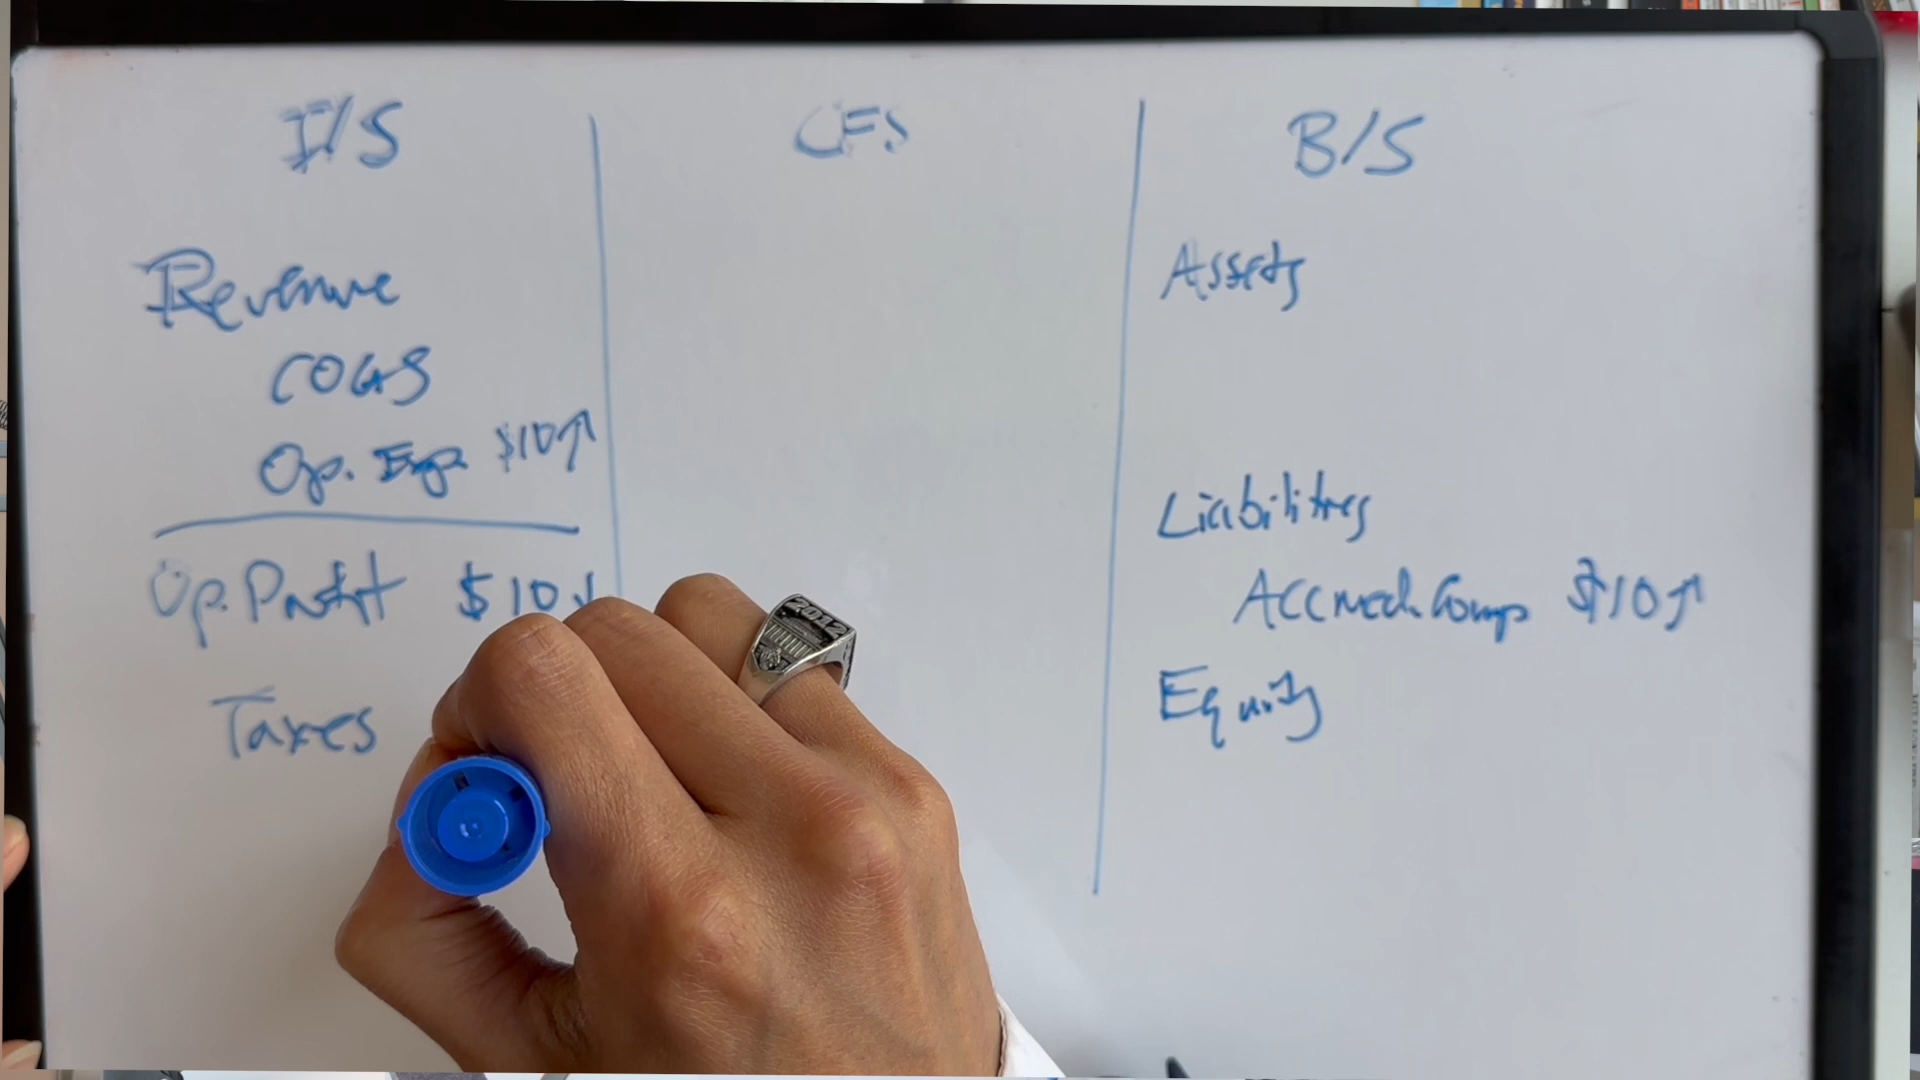 I/S
CFS
B/S
Revenue
COGS
Op. Exp. $10↑
Op. Profit $10↓
Taxes
Assets
Liabilities
Accrued Comp $10↑
Equity
2012